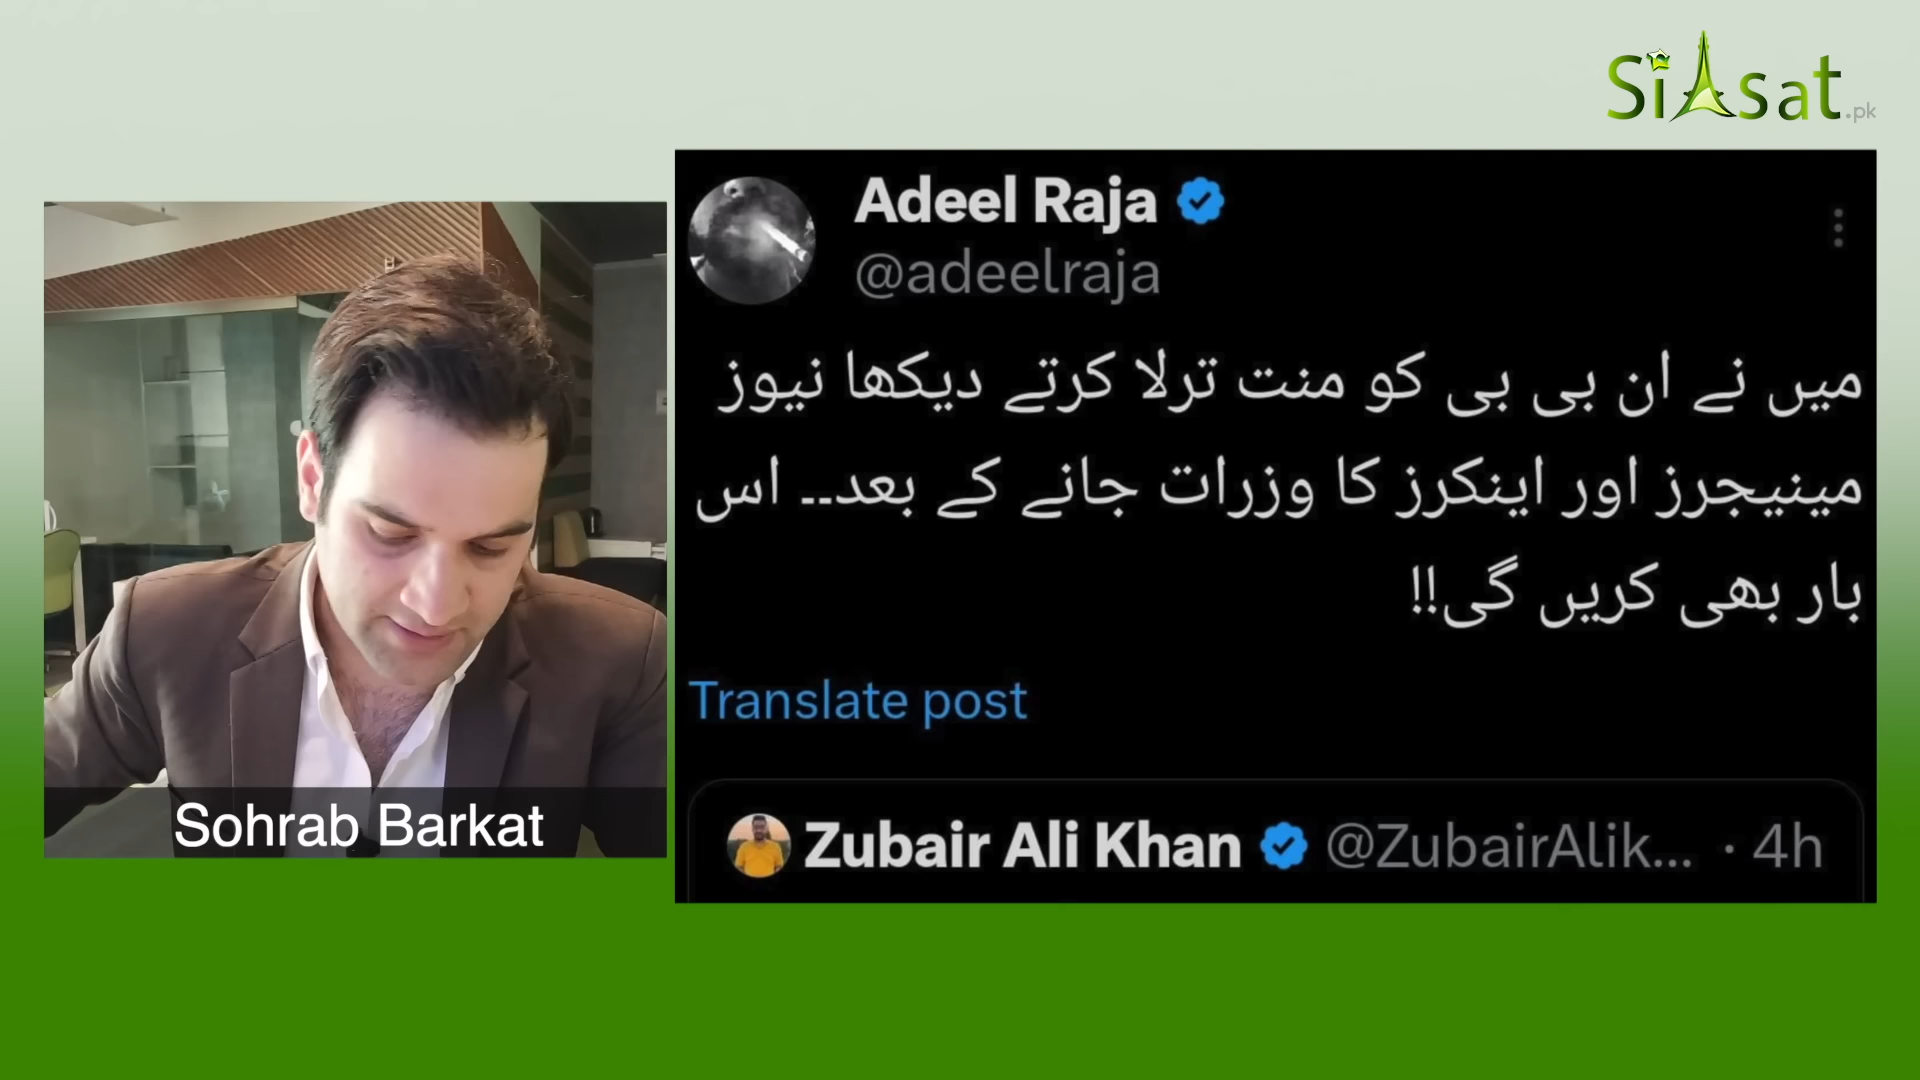 SiAsat.pk
Adeel Raja
@adeelraja
میں نے ان بی بی کو منت ترلا کرتے دیکھا نیوز
مینیجرز اور اینکرز کا وزرات جانے کے بعد۔۔ اس
بار بھی کریں گی!!
Translate post
Zubair Ali Khan @ZubairAlik... · 4h
Sohrab Barkat